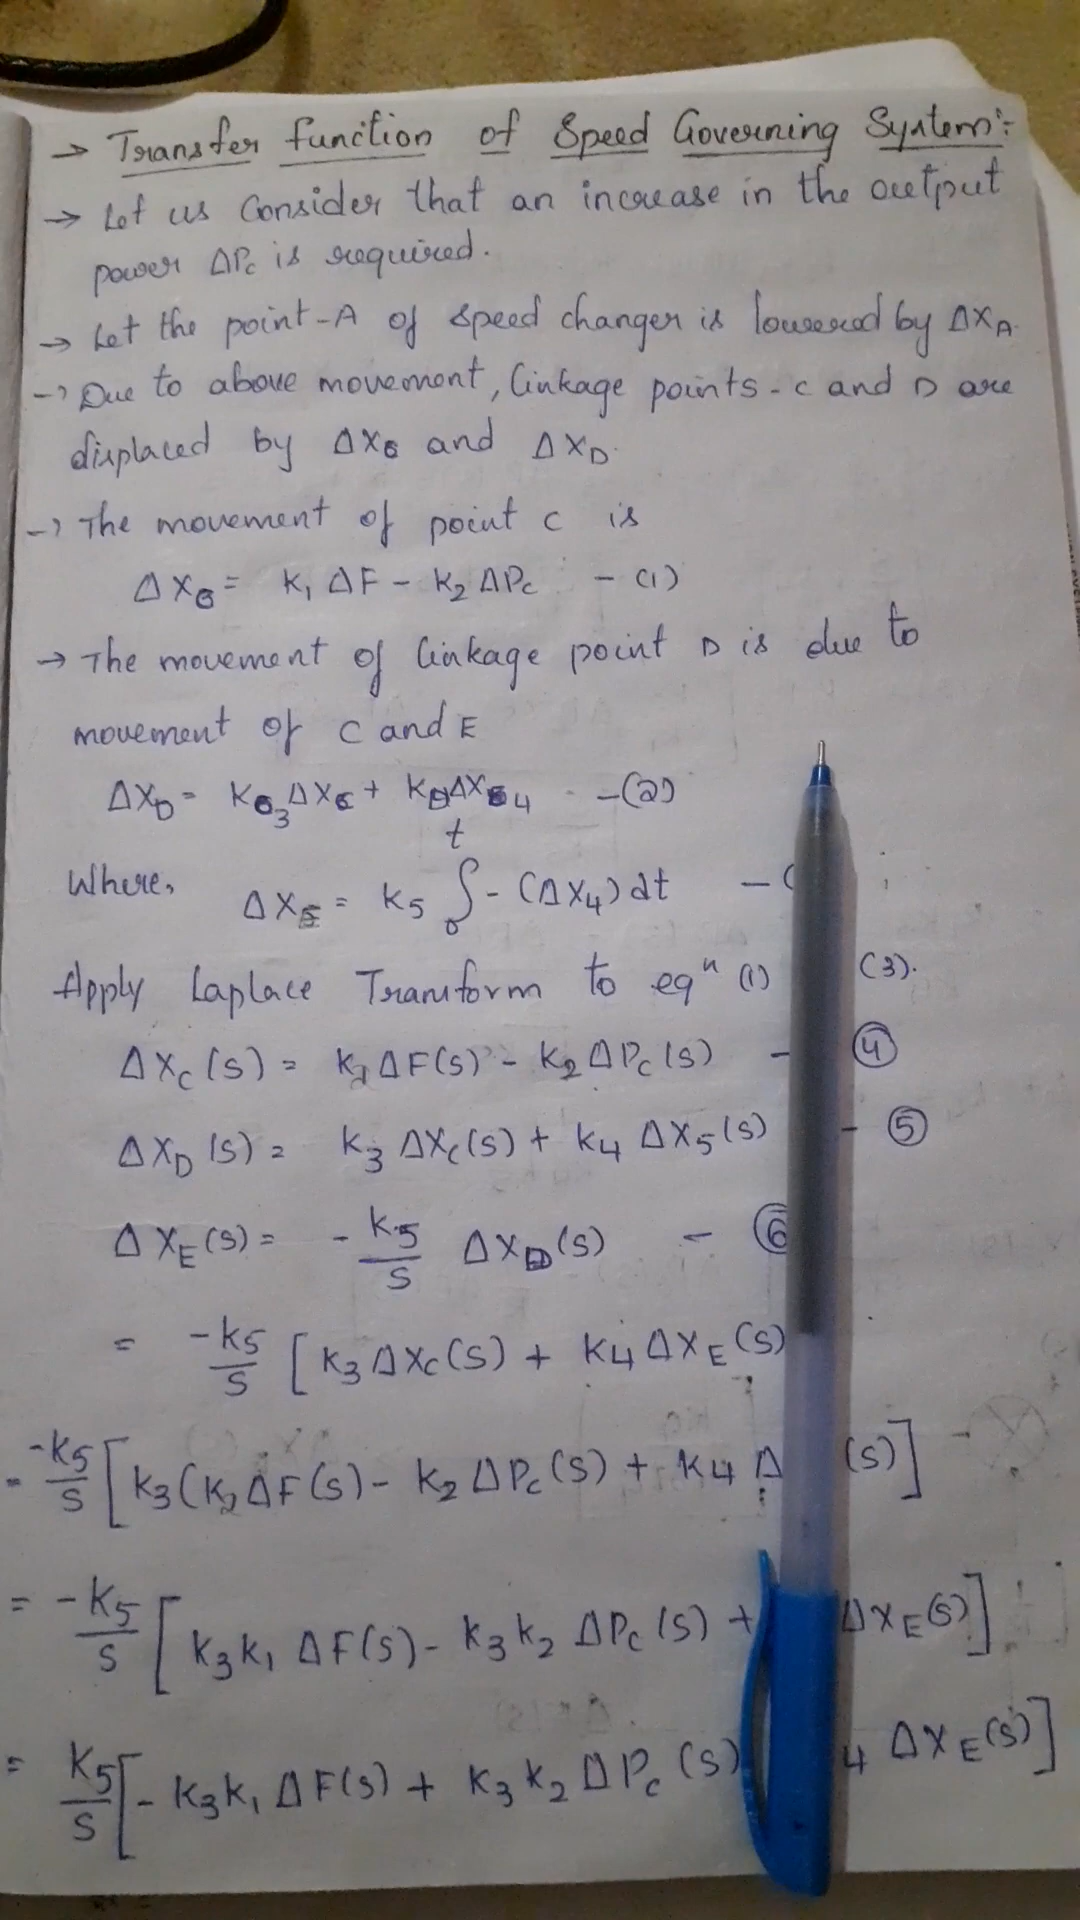 → Transfer function of Speed Governing System:-
→ Let us Consider that an increase in the output
power ΔPc is required.
→ Let the point-A of speed changer is lowered by ΔXA.
→ Due to above movement, linkage points - C and D are
displaced by ΔXC and ΔXD.
→ The movement of point C is
ΔXC = K1 ΔF - K2 ΔPc - (1)
→ The movement of linkage point D is due to
movement of C and E
ΔXD = K3 ΔXC + K4 ΔX - (2)
Where, ΔXE = K5 ∫0t - (ΔX4) dt - (
Apply Laplace Transform to eqn (1) (3).
ΔXC (s) = K1 ΔF(s) - K2 ΔPc (s) - ④
ΔXD (s) = K3 ΔXC(s) + K4 ΔX5(s) - ⑤
ΔXE(s) = - K5/s ΔXD(s) - ⑥
= -K5/s [ K3 ΔXC(s) + K4 ΔXE(s)
= -K5/s [ K3(K1 ΔF(s) - K2 ΔPc(s) + K4 Δ (s)]
= -K5/s [ K3K1 ΔF(s) - K3K2 ΔPc (s) + ΔXE(s)]
= K5/s [ - K3K1 ΔF(s) + K3K2 ΔPc (s) 4 ΔXE(s)]